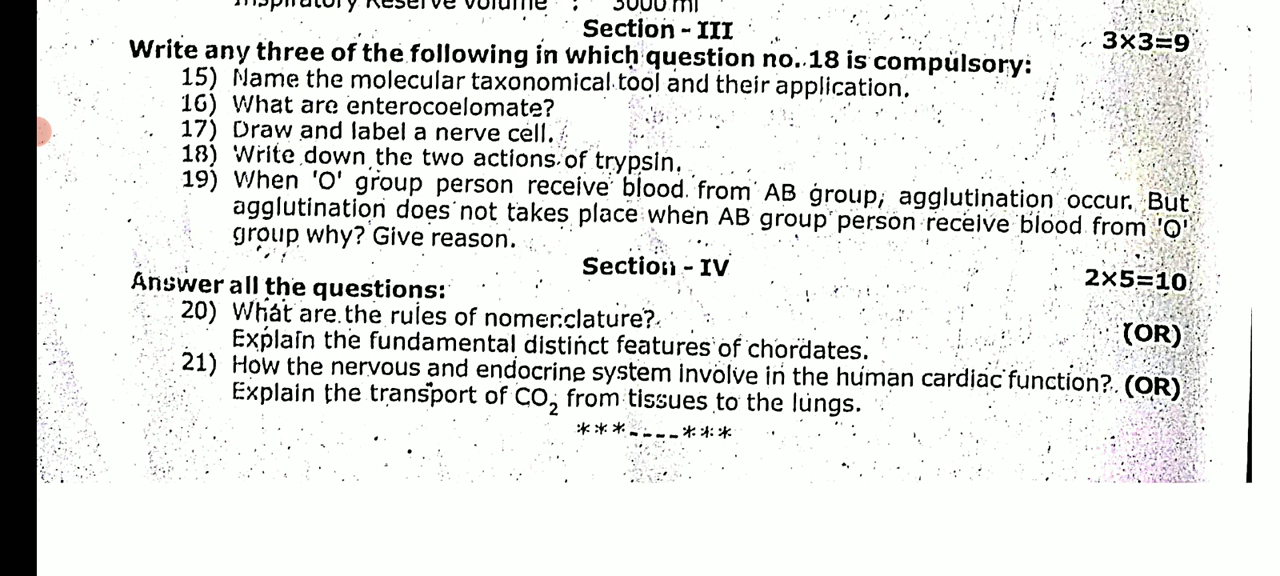 Inspiratory Reserve volume : 3000 ml
Section - III
Write any three of the following in which question no. 18 is compulsory: 3×3=9
15) Name the molecular taxonomical tool and their application.
16) What are enterocoelomate?
17) Draw and label a nerve cell.
18) Write down the two actions of trypsin.
19) When 'O' group person receive blood from AB group, agglutination occur. But
agglutination does not takes place when AB group person receive blood from 'O'
group why? Give reason.
Section - IV
Answer all the questions: 2×5=10
20) What are the rules of nomenclature? (OR)
Explain the fundamental distinct features of chordates.
21) How the nervous and endocrine system involve in the human cardiac function? (OR)
Explain the transport of CO₂ from tissues to the lungs.
***----***